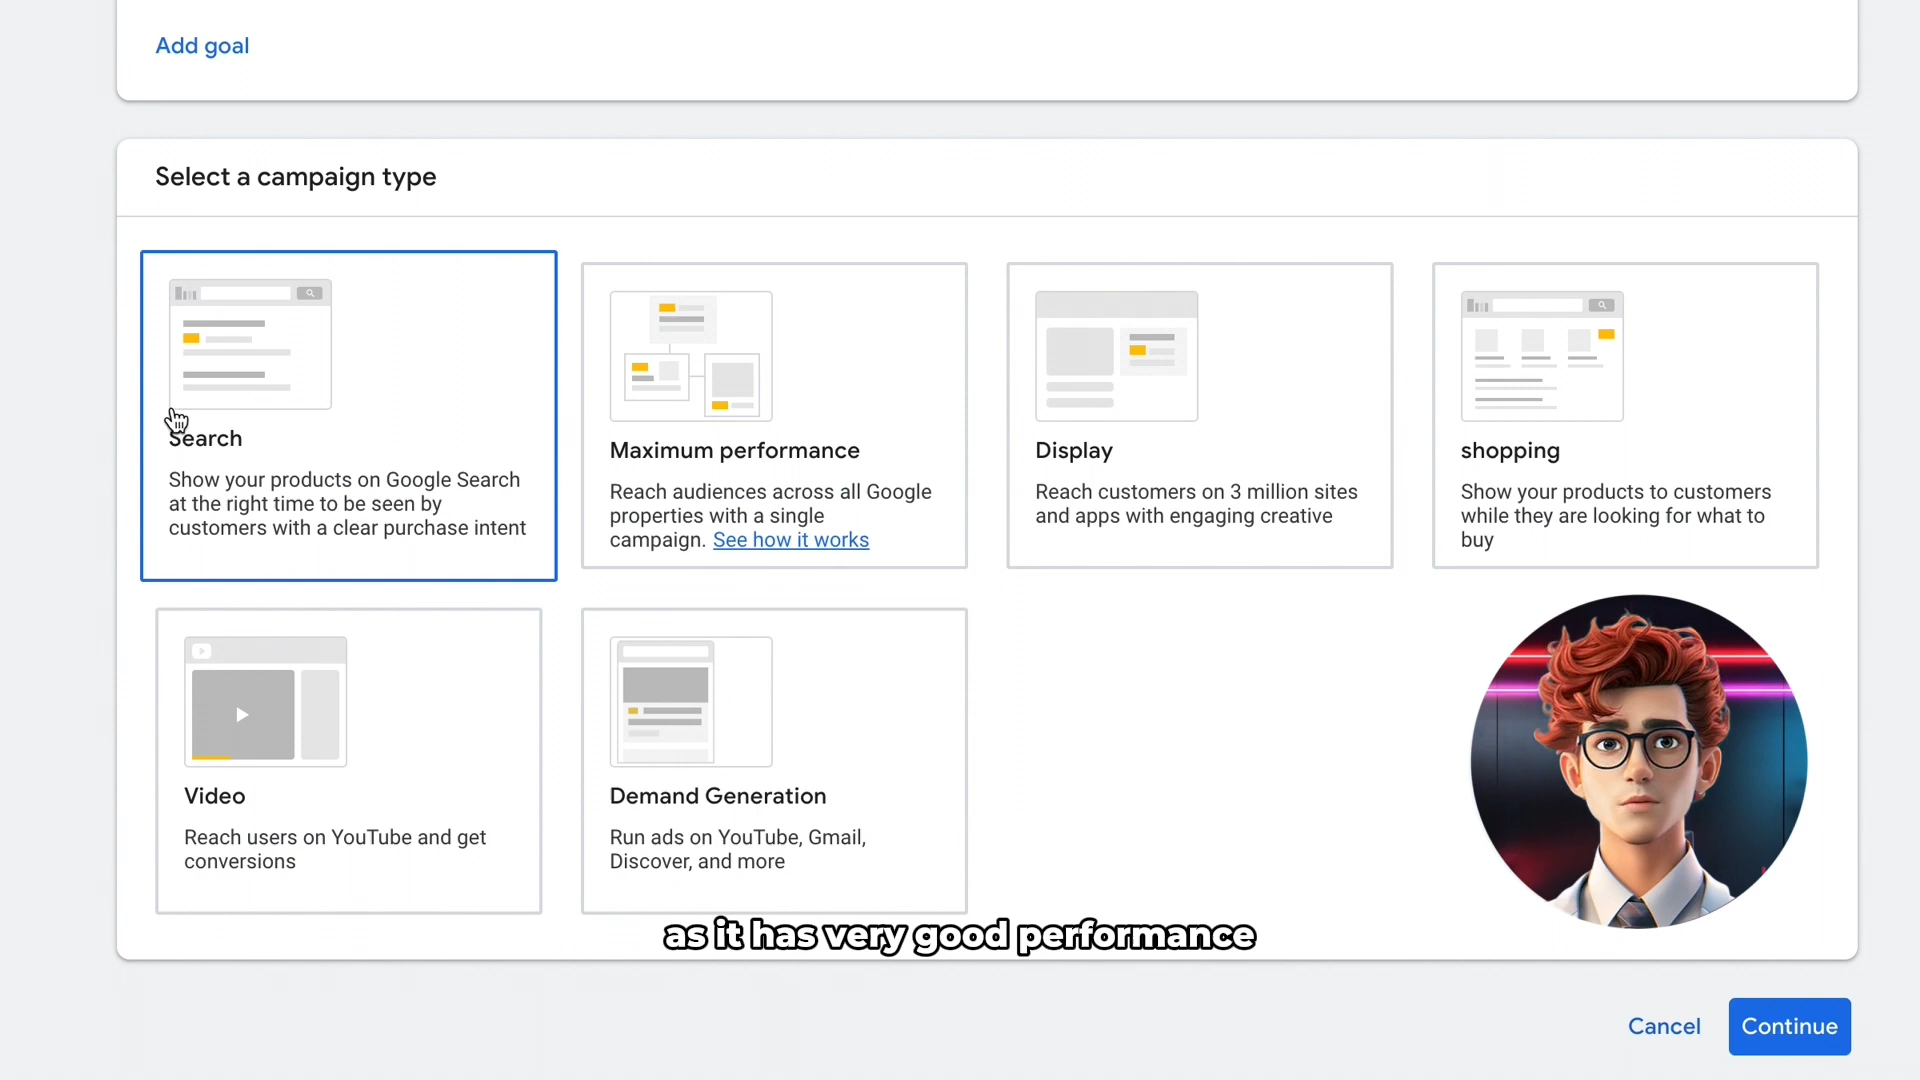 Add goal
Select a campaign type
Search
Show your products on Google Search
at the right time to be seen by
customers with a clear purchase intent
Maximum performance
Reach audiences across all Google
properties with a single
campaign. See how it works
Display
Reach customers on 3 million sites
and apps with engaging creative
shopping
Show your products to customers
while they are looking for what to
buy
Video
Reach users on YouTube and get
conversions
Demand Generation
Run ads on YouTube, Gmail,
Discover, and more
as it has very good performance
Cancel
Continue